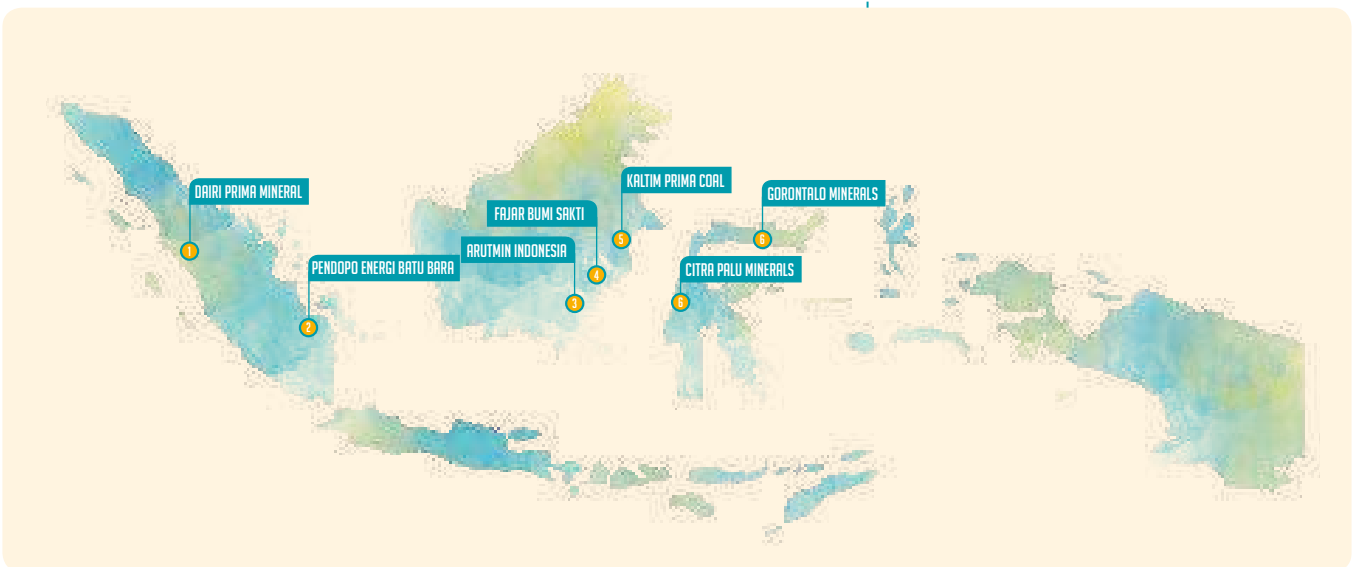 KALTIM PRIMA COAL
DAIRI PRIMA MINERAL
GORONTALO MINERALS
FAJAR BUMI SAKTI
5
6
ARUTMIN INDONESIA
1
PENDOPO ENERGI BATU BARA
4
CITRA PALU MINERALS
3
6
2